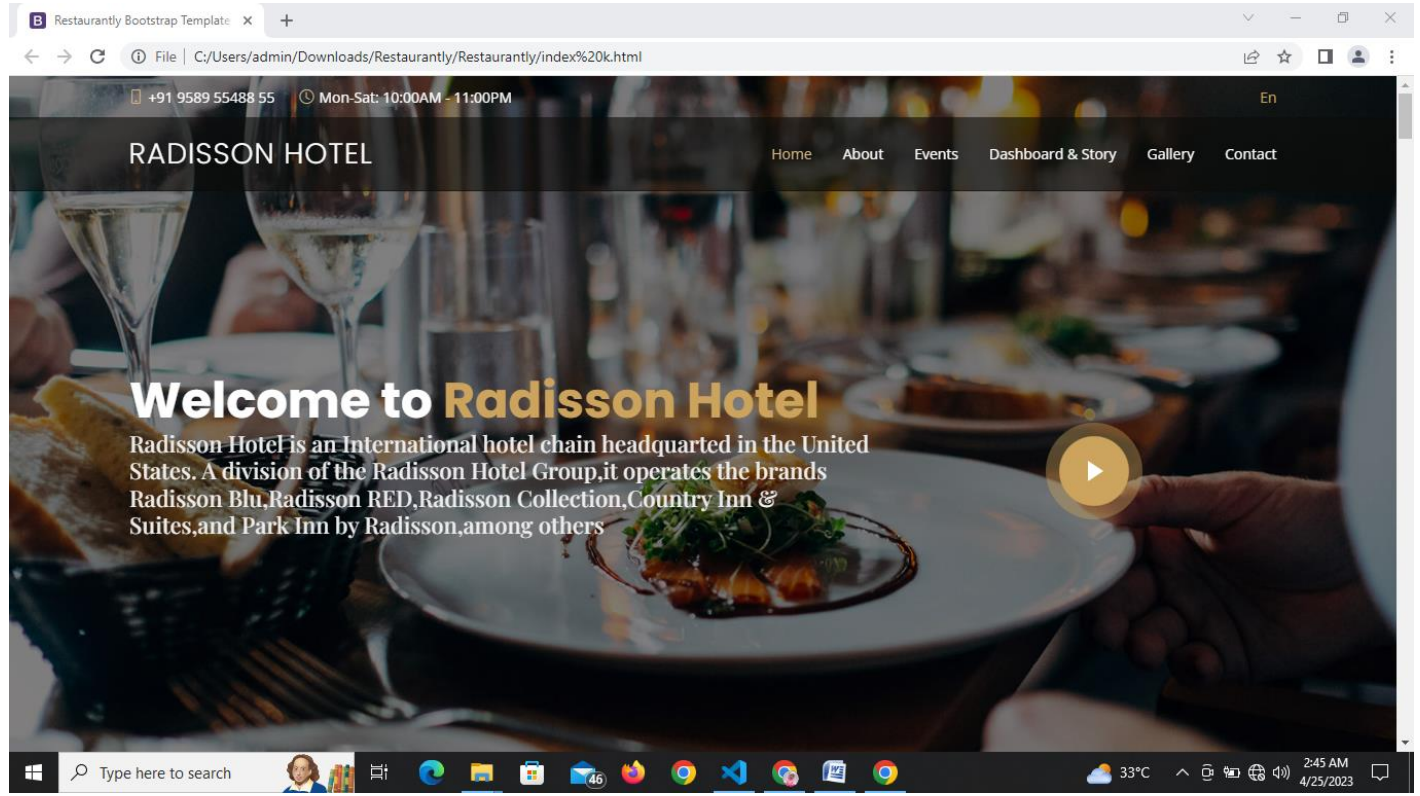 Restaurantly Bootstrap Template
File | C:/Users/admin/Downloads/Restaurantly/Restaurantly/index%20k.html
+91 9589 55488 55 Mon-Sat: 10:00AM - 11:00PM En
RADISSON HOTEL Home About Events Dashboard & Story Gallery Contact
Welcome to Radisson Hotel
Radisson Hotel is an International hotel chain headquarted in the United
States. A division of the Radisson Hotel Group,it operates the brands
Radisson Blu,Radisson RED,Radisson Collection,Country Inn &
Suites,and Park Inn by Radisson,among others
Type here to search 46 33°C 2:45 AM
4/25/2023